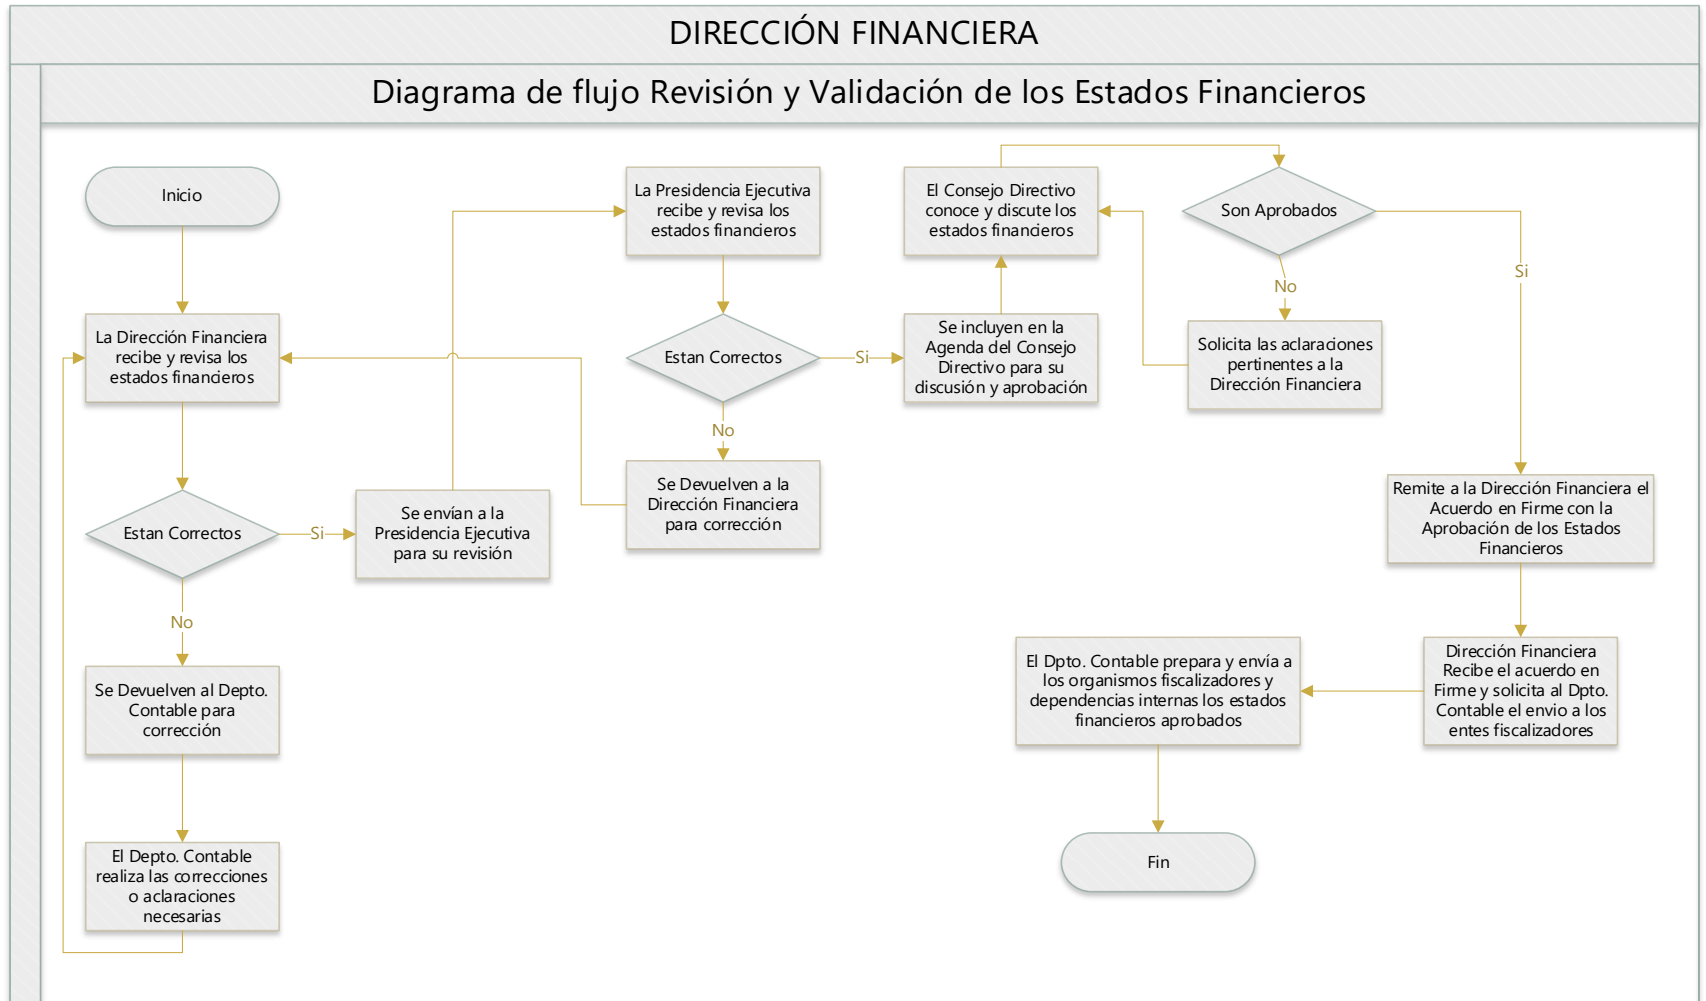 DIRECCIÓN FINANCIERA
Diagrama de flujo Revisión y Validación de los Estados Financieros
Inicio
La Dirección Financiera
recibe y revisa los
estados financieros
Estan Correctos
Si
No
Se Devuelven al Depto.
Contable para
corrección
El Depto. Contable
realiza las correcciones
o aclaraciones
necesarias
Se envían a la
Presidencia Ejecutiva
para su revisión
La Presidencia Ejecutiva
recibe y revisa los
estados financieros
Estan Correctos
Si
No
Se Devuelven a la
Dirección Financiera
para corrección
Se incluyen en la
Agenda del Consejo
Directivo para su
discusión y aprobación
El Consejo Directivo
conoce y discute los
estados financieros
Son Aprobados
No
Si
Solicita las aclaraciones
pertinentes a la
Dirección Financiera
Remite a la Dirección Financiera el
Acuerdo en Firme con la
Aprobación de los Estados
Financieros
Dirección Financiera
Recibe el acuerdo en
Firme y solicita al Dpto.
Contable el envio a los
entes fiscalizadores
El Dpto. Contable prepara y envía a
los organismos fiscalizadores y
dependencias internas los estados
financieros aprobados
Fin